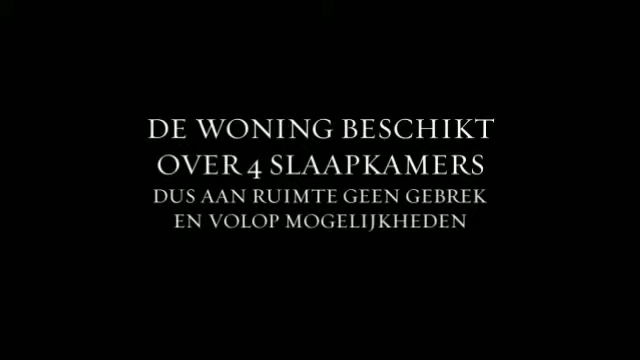 DE WONING BESCHIKT
OVER 4 SLAAPKAMERS
DUS AAN RUIMTE GEEN GEBREK
EN VOLOP MOGELIJKHEDEN